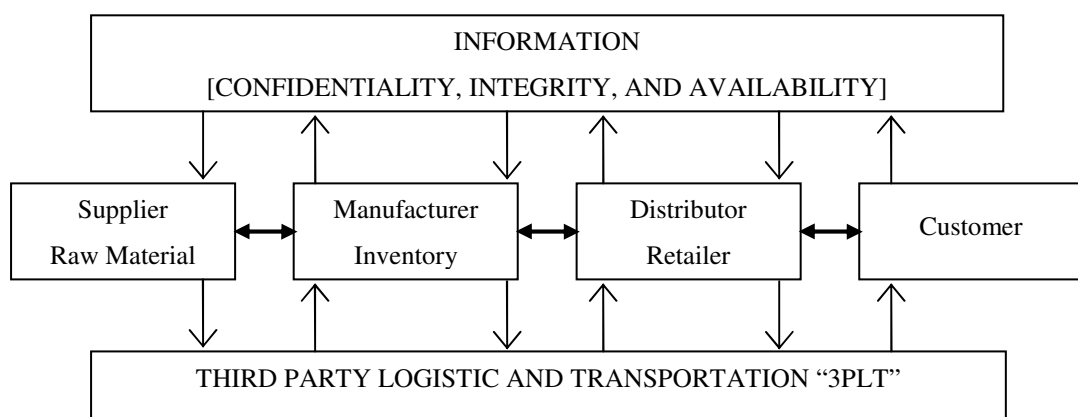 INFORMATION
[CONFIDENTIALITY, INTEGRITY, AND AVAILABILITY]
Supplier
Raw Material
Manufacturer
Inventory
Distributor
Retailer
Customer
THIRD PARTY LOGISTIC AND TRANSPORTATION “3PLT”